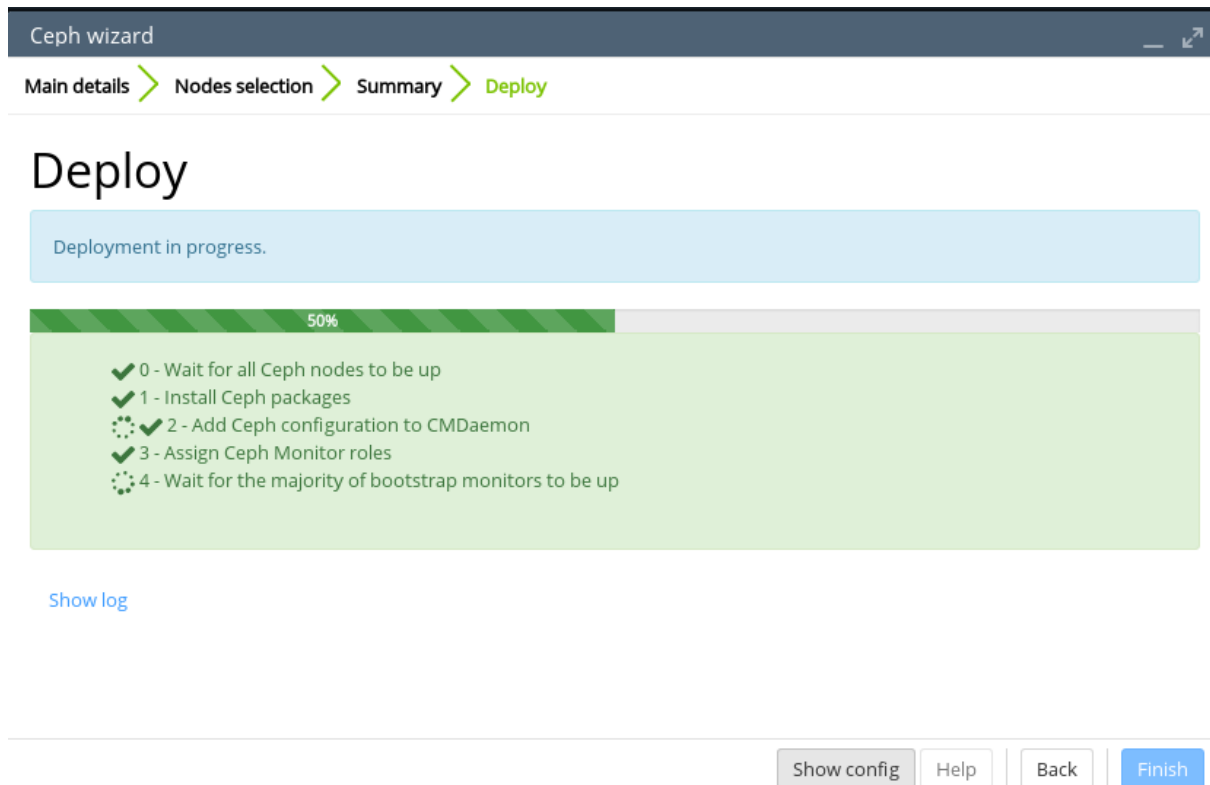 Ceph wizard
Main details Nodes selection Summary Deploy
Deploy
Deployment in progress.
50%
0 - Wait for all Ceph nodes to be up
1 - Install Ceph packages
2 - Add Ceph configuration to CMDaemon
3 - Assign Ceph Monitor roles
4 - Wait for the majority of bootstrap monitors to be up
Show log
Show config Help Back Finish